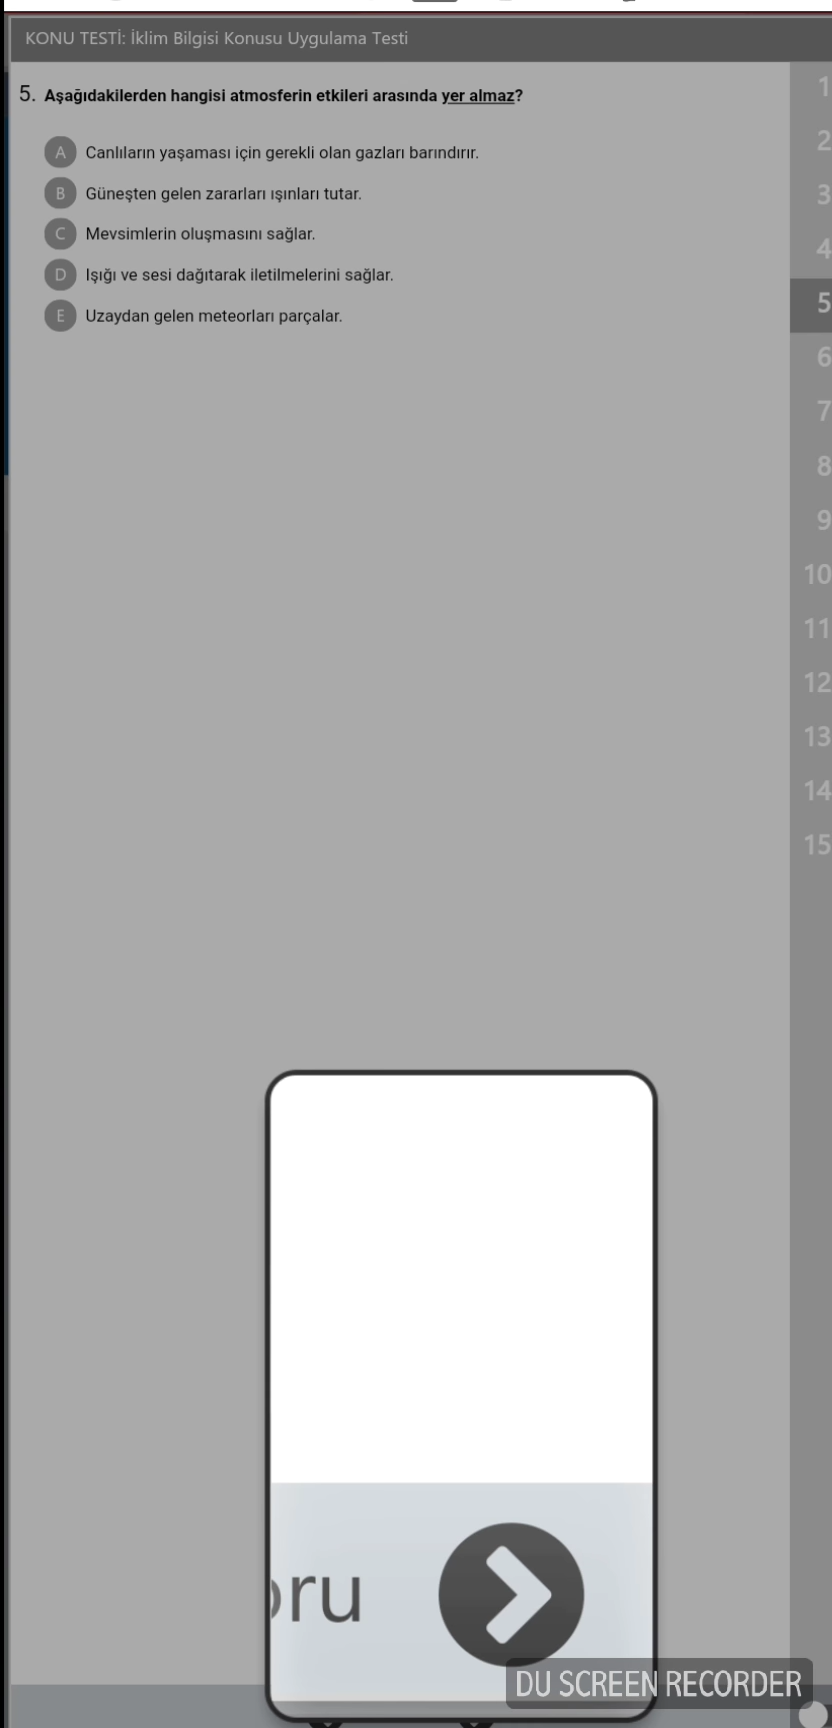 KONU TESTİ: İklim Bilgisi Konusu Uygulama Testi
5. Aşağıdakilerden hangisi atmosferin etkileri arasında yer almaz?
A Canlıların yaşaması için gerekli olan gazları barındırır.
B Güneşten gelen zararları ışınları tutar.
C Mevsimlerin oluşmasını sağlar.
D Işığı ve sesi dağıtarak iletilmelerini sağlar.
E Uzaydan gelen meteorları parçalar.
1
2
3
4
5
6
7
8
9
10
11
12
13
14
15
oru
DU SCREEN RECORDER